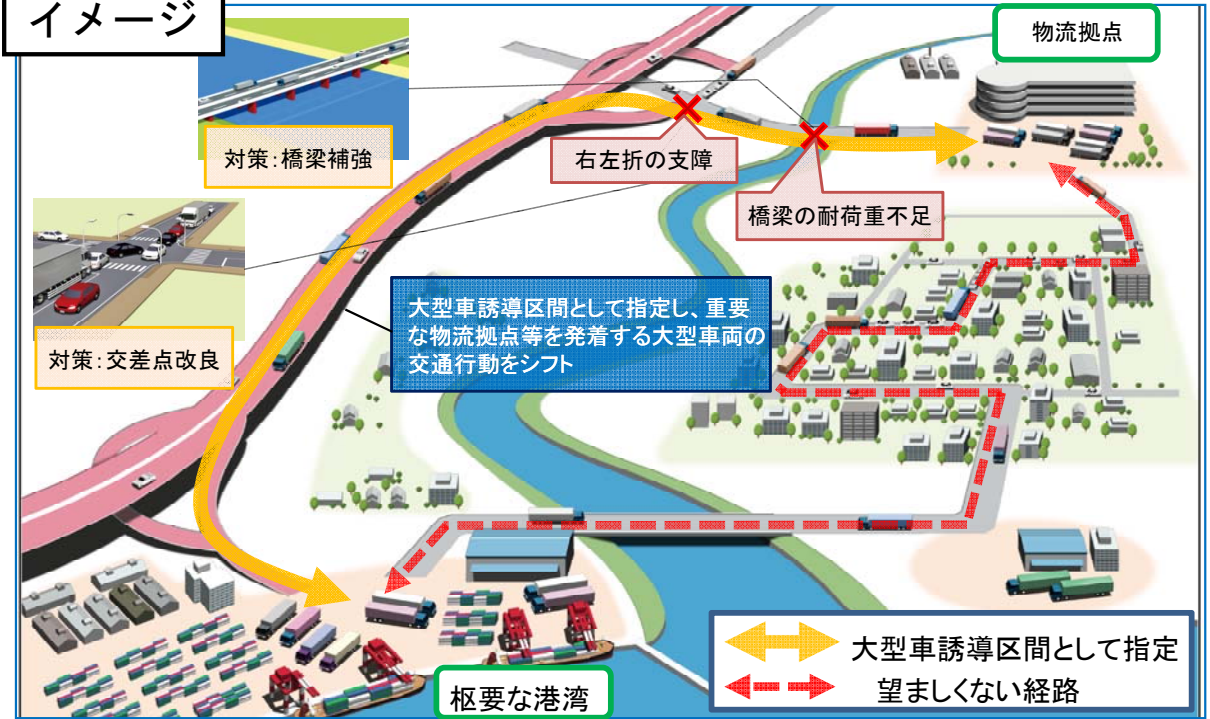 イメージ
物流拠点
対策：橋梁補強
右左折の支障
橋梁の耐荷重不足
対策：交差点改良
大型車誘導区間として指定し、重要
な物流拠点等を発着する大型車両の
交通行動をシフト
枢要な港湾
大型車誘導区間として指定
望ましくない経路